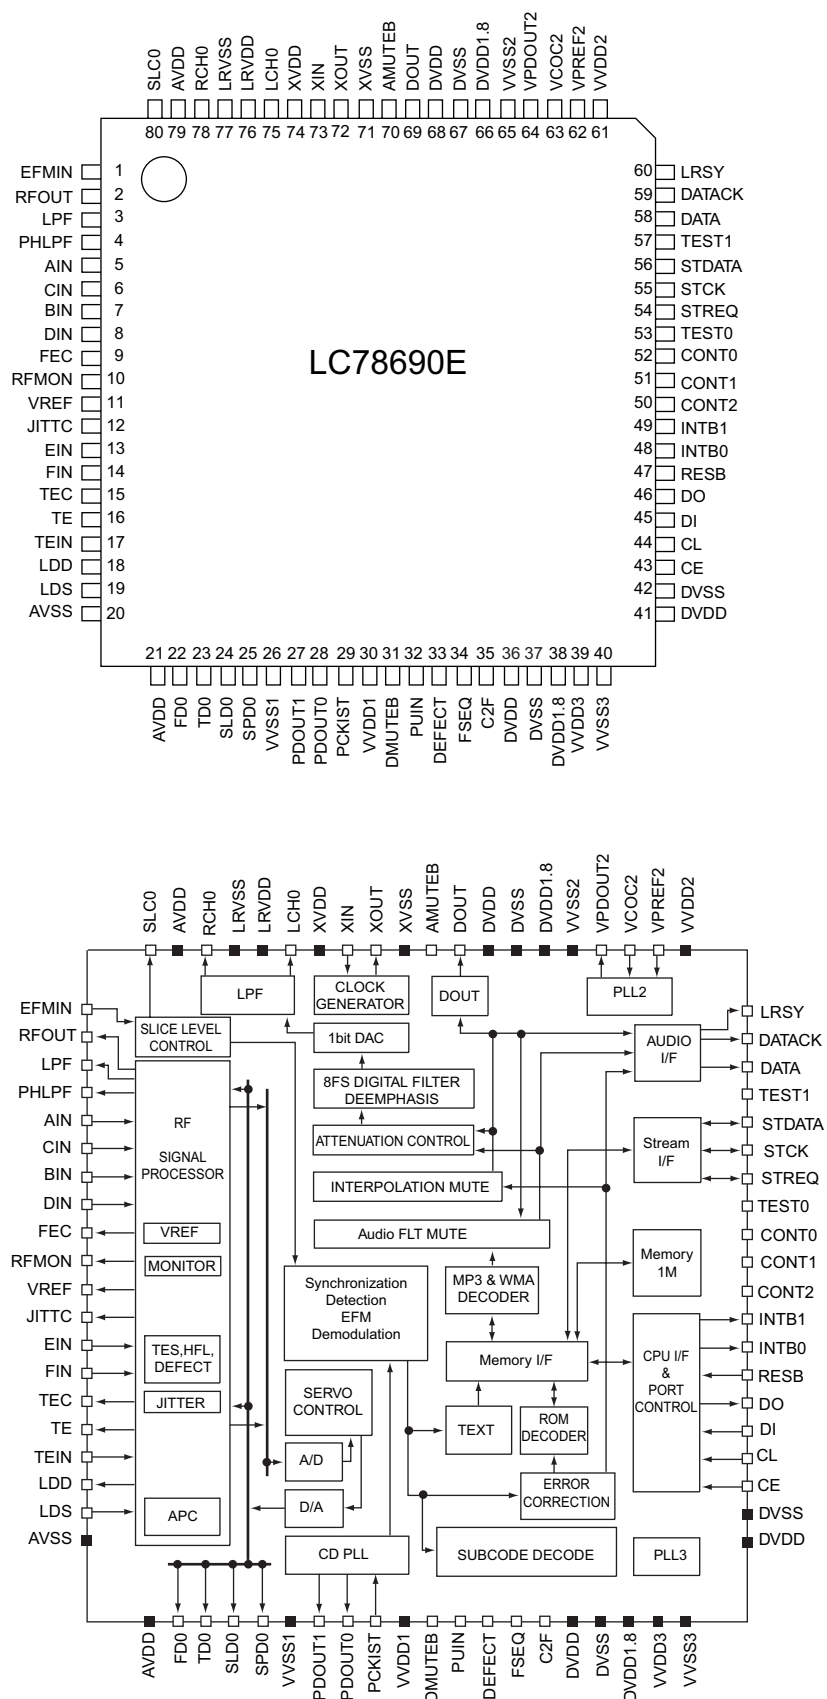 SLC0 AVDD RCH0 LRVSS LRVDD LCH0 XVDD XIN XOUT XVSS AMUTEB DOUT DVDD DVSS DVDD1.8 VVSS2 VPDOUT2 VCOC2 VPREF2 VVDD2
80 79 78 77 76 75 74 73 72 71 70 69 68 67 66 65 64 63 62 61
EFMIN 1 60 LRSY
RFOUT 2 59 DATACK
LPF 3 58 DATA
PHLPF 4 57 TEST1
AIN 5 56 STDATA
CIN 6 55 STCK
BIN 7 54 STREQ
DIN 8 53 TEST0
FEC 9 52 CONT0
RFMON 10 51 CONT1
VREF 11 50 CONT2
JITTC 12 49 INTB1
EIN 13 48 INTB0
FIN 14 47 RESB
TEC 15 46 DO
TE 16 45 DI
TEIN 17 44 CL
LDD 18 43 CE
LDS 19 42 DVSS
AVSS 20 41 DVDD
LC78690E
21 22 23 24 25 26 27 28 29 30 31 32 33 34 35 36 37 38 39 40
AVDD FD0 TD0 SLD0 SPD0 VVSS1 PDOUT1 PDOUT0 PCKIST VVDD1 DMUTEB PUIN DEFECT FSEQ C2F DVDD DVSS DVDD1.8 VVDD3 VVSS3
SLC0 AVDD RCH0 LRVSS LRVDD LCH0 XVDD XIN XOUT XVSS AMUTEB DOUT DVDD DVSS DVDD1.8 VVSS2 VPDOUT2 VCOC2 VPREF2 VVDD2
EFMIN
RFOUT
LPF
PHLPF
AIN
CIN
BIN
DIN
FEC
RFMON
VREF
JITTC
EIN
FIN
TEC
TE
TEIN
LDD
LDS
AVSS
LPF
CLOCK
GENERATOR
DOUT
PLL2
SLICE LEVEL
CONTROL
1bit DAC
AUDIO
I/F
RF
SIGNAL
PROCESSOR
8FS DIGITAL FILTER
DEEMPHASIS
ATTENUATION CONTROL
Stream
I/F
INTERPOLATION MUTE
VREF
Audio FLT MUTE
MONITOR
Synchronization
Detection
EFM
Demodulation
MP3 & WMA
DECODER
Memory
1M
TES,HFL,
DEFECT
Memory I/F
CPU I/F
&
PORT
CONTROL
JITTER
SERVO
CONTROL
TEXT
ROM
DECODER
A/D
D/A
ERROR
CORRECTION
APC
CD PLL
SUBCODE DECODE
PLL3
LRSY
DATACK
DATA
TEST1
STDATA
STCK
STREQ
TEST0
CONT0
CONT1
CONT2
INTB1
INTB0
RESB
DO
DI
CL
CE
DVSS
DVDD
AVDD FD0 TD0 SLD0 SPD0 VVSS1 PDOUT1 PDOUT0 PCKIST VVDD1 DMUTEB PUIN DEFECT FSEQ C2F DVDD DVSS DVDD1.8 VVDD3 VVSS3